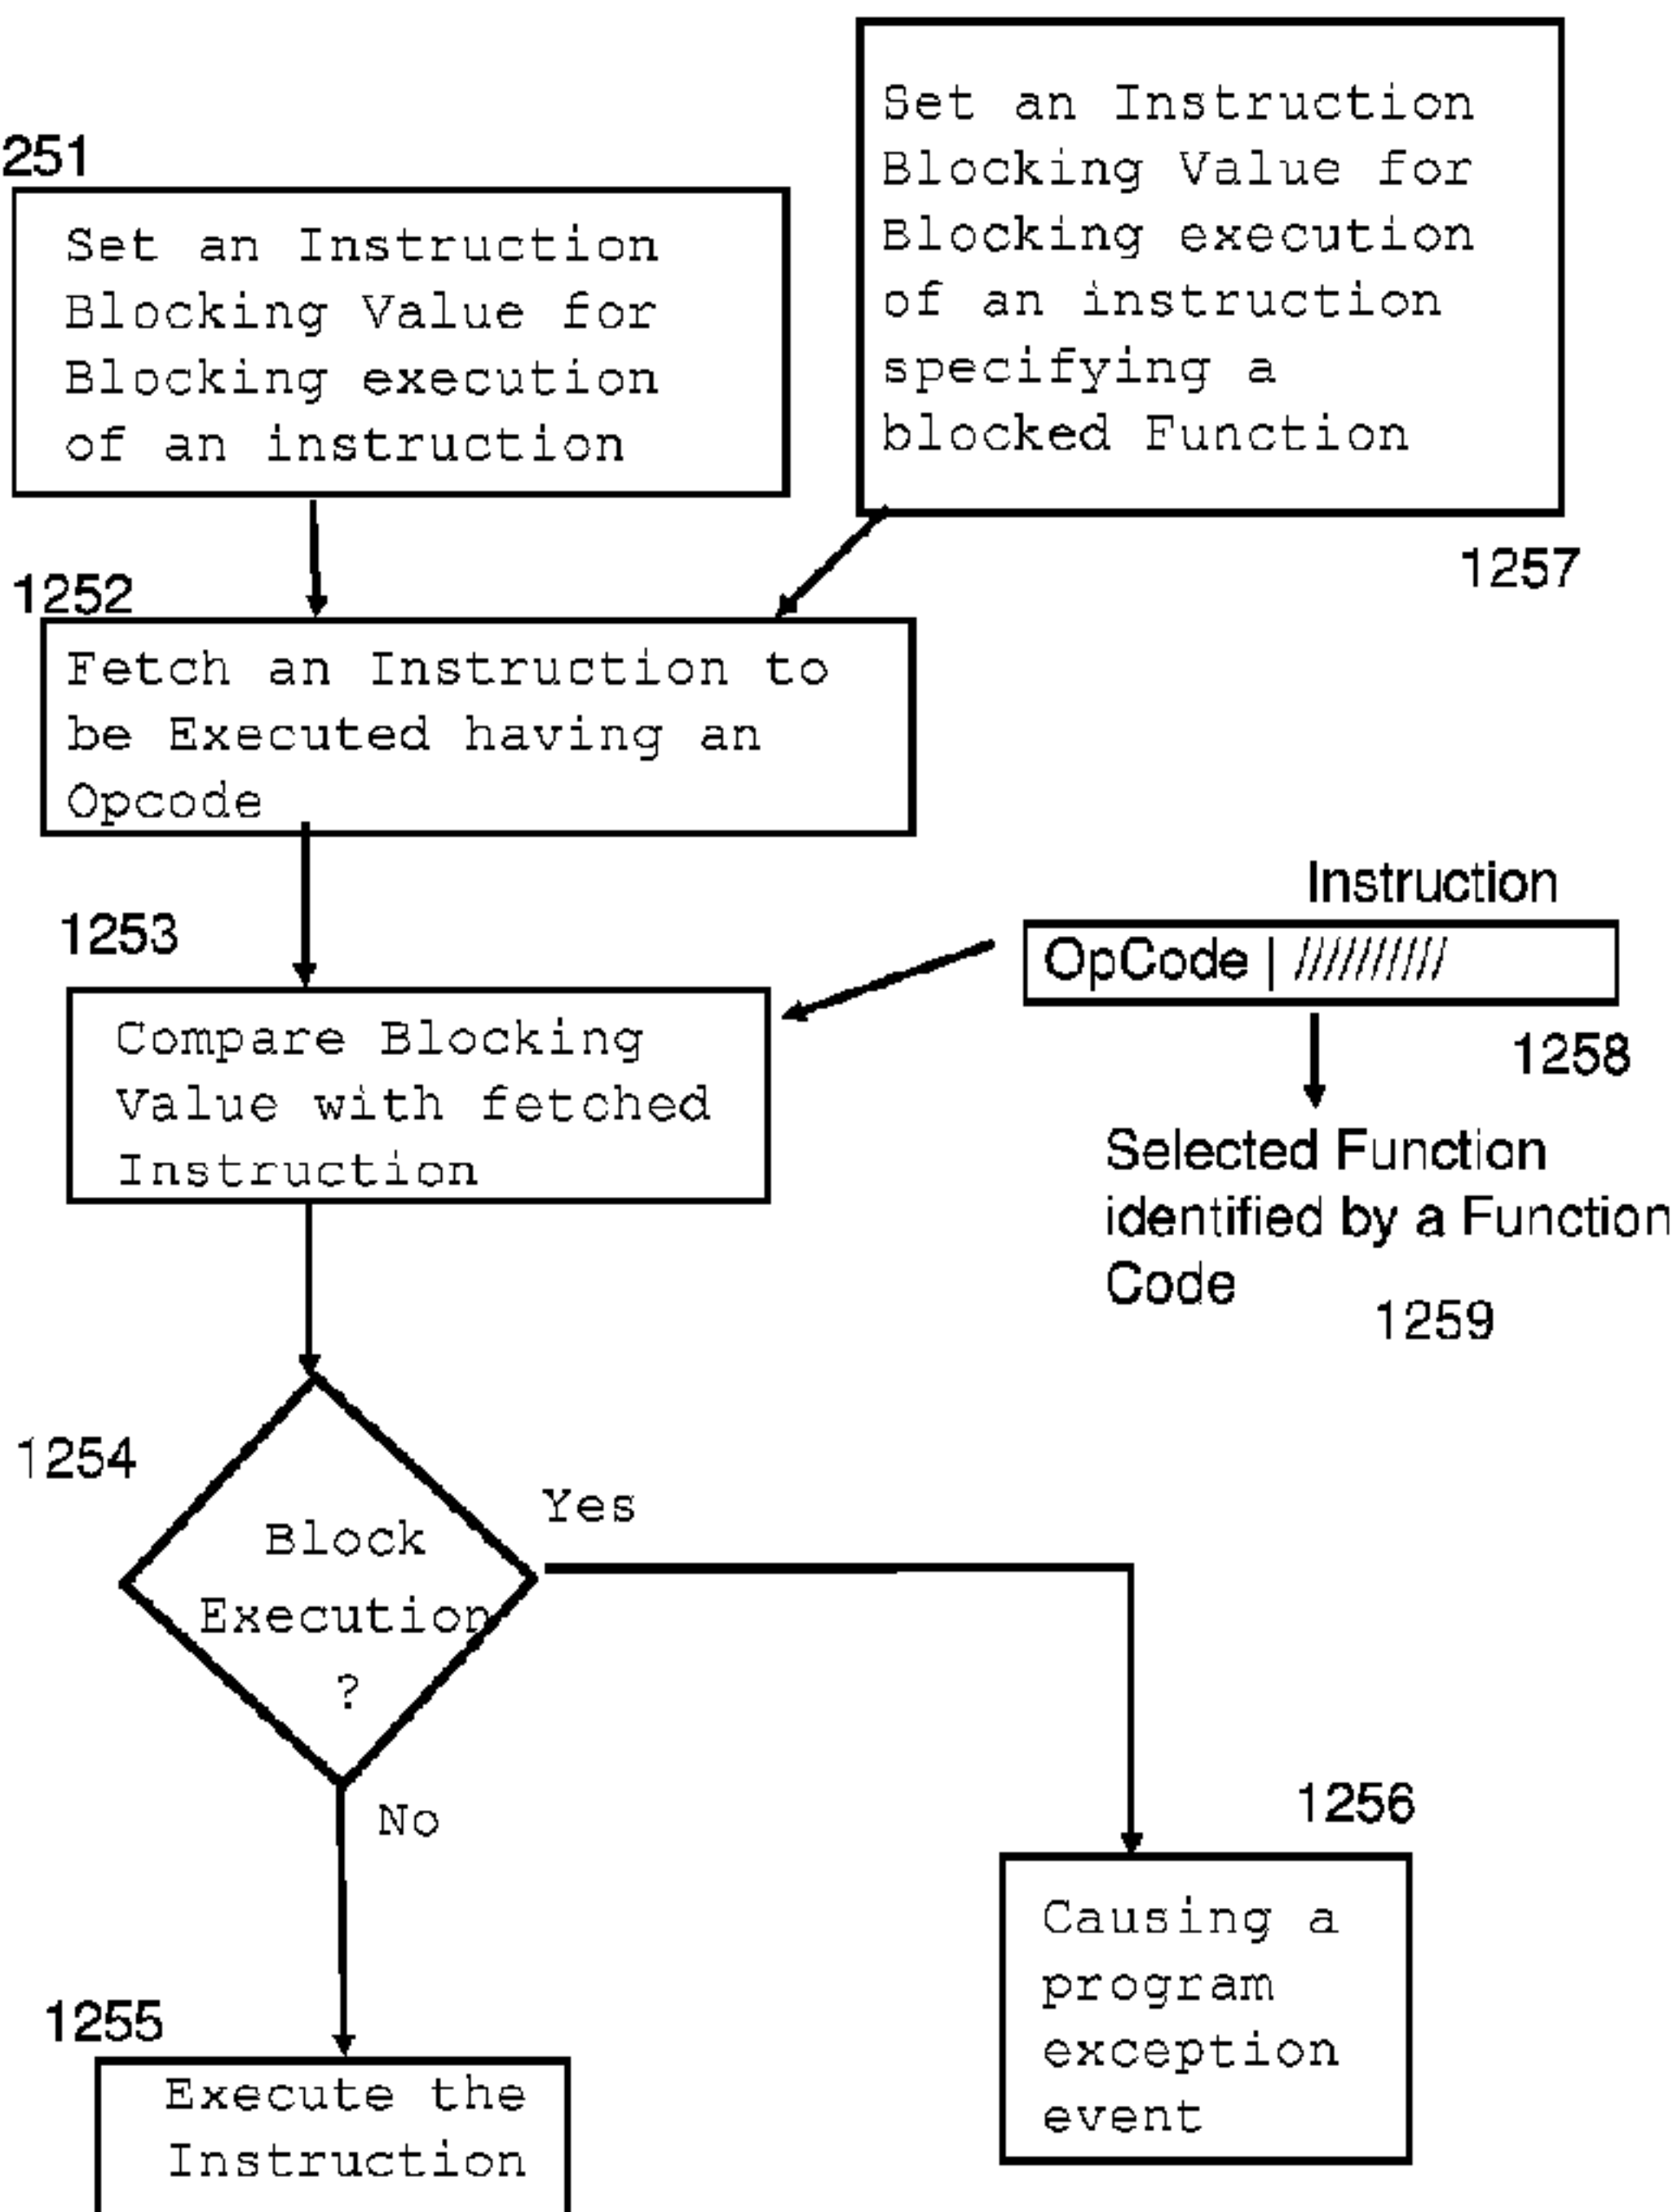 251
Set an Instruction
Blocking Value for
Blocking execution
of an instruction
Set an Instruction
Blocking Value for
Blocking execution
of an instruction
specifying a
blocked Function
1257
1252
Fetch an Instruction to
be Executed having an
Opcode
1253
Compare Blocking
Value with fetched
Instruction
Instruction
OpCode | //////////
1258
Selected Function
identified by a Function
Code
1259
1254
Block
Execution
?
Yes
No
1256
Causing a
program
exception
event
1255
Execute the
Instruction